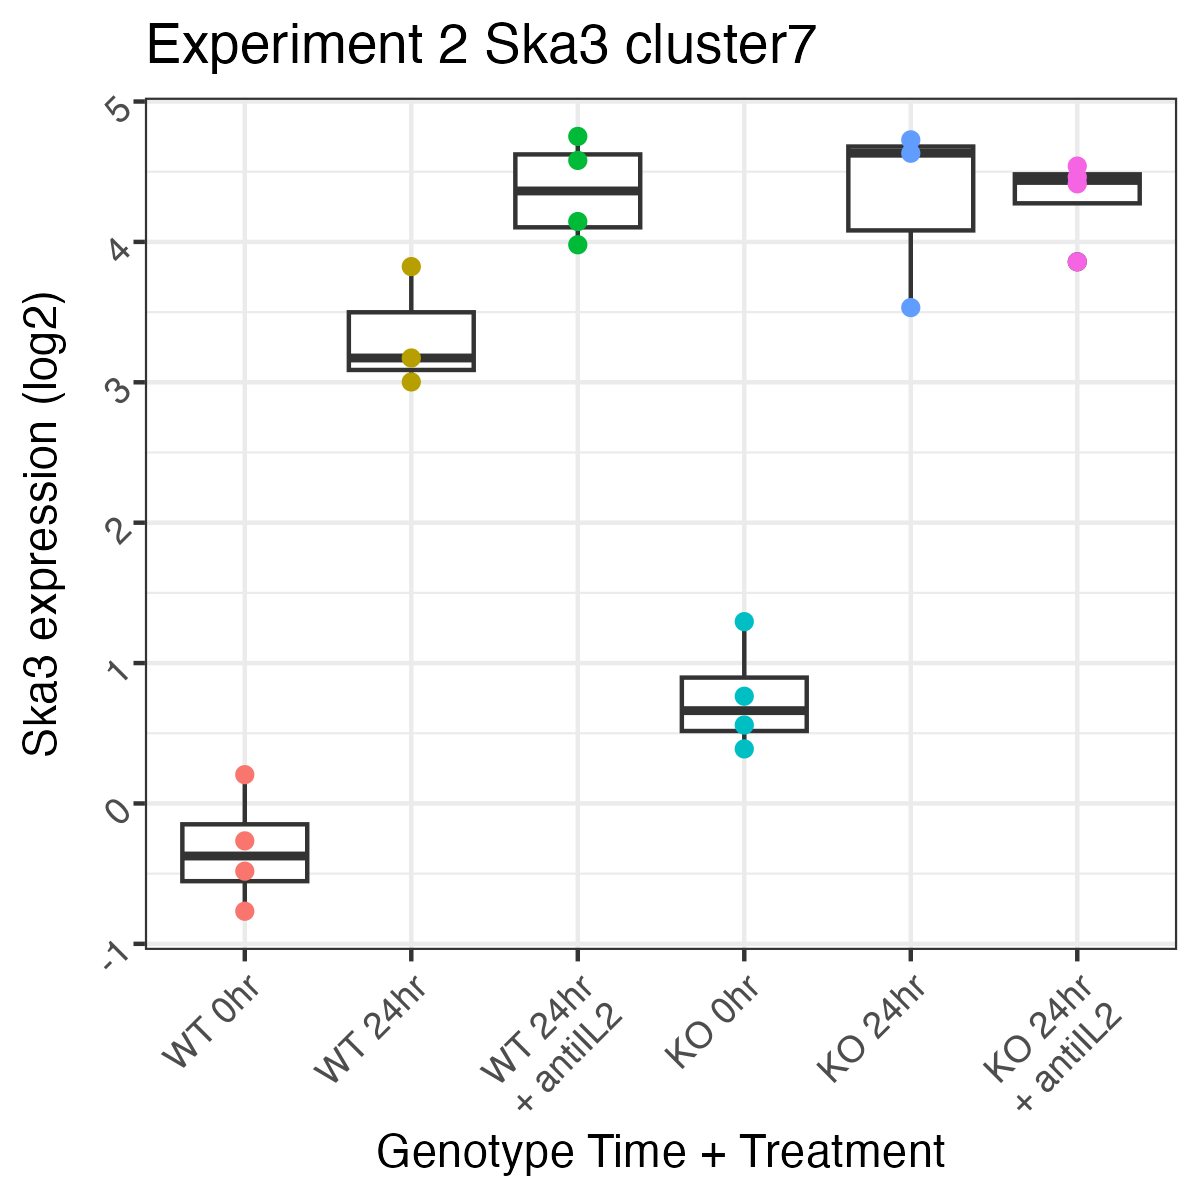 Experiment 2 Ska3 cluster7
Ska3 expression (log2)
5
4
3
2
1
0
-1
WT 0hr
WT 24hr
WT 24hr
+ antiIL2
KO 0hr
KO 24hr
KO 24hr
+ antiIL2
Genotype Time + Treatment